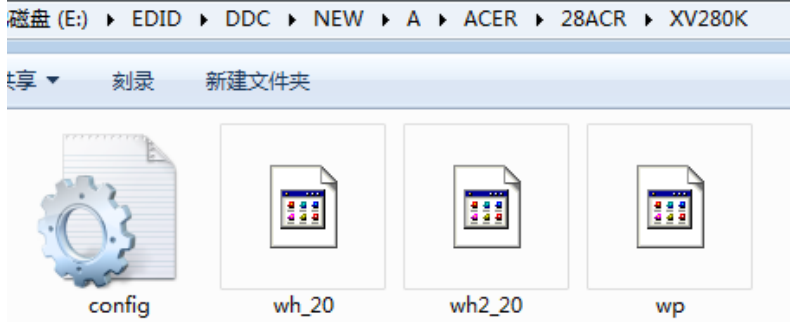 磁盘 (E:) ▸ EDID ▸ DDC ▸ NEW ▸ A ▸ ACER ▸ 28ACR ▸ XV280K
共享 ▾ 刻录 新建文件夹
config wh_20 wh2_20 wp